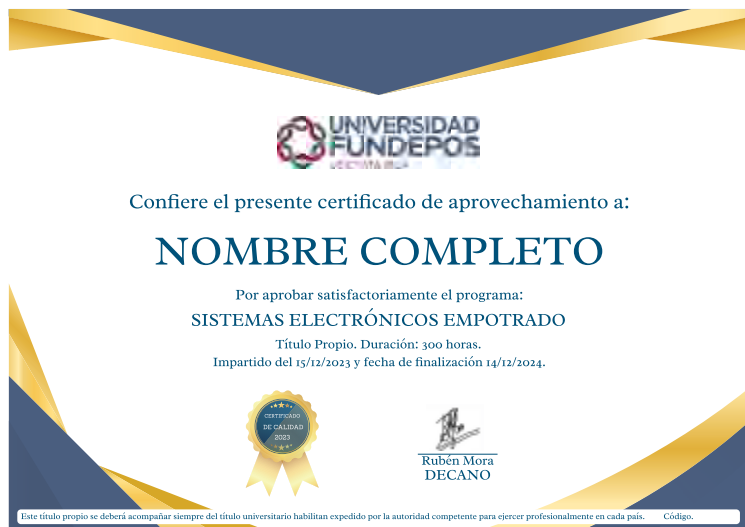 UNIVERSIDAD
FUNDEPOS
Confiere el presente certificado de aprovechamiento a:
NOMBRE COMPLETO
Por aprobar satisfactoriamente el programa:
SISTEMAS ELECTRÓNICOS EMPOTRADO
Título Propio. Duración: 300 horas.
Impartido del 15/12/2023 y fecha de finalización 14/12/2024.
CERTIFICADO
DE CALIDAD
2023
Rubén Mora
DECANO
Este título propio se deberá acompañar siempre del título universitario habilitan expedido por la autoridad competente para ejercer profesionalmente en cada país. Código.